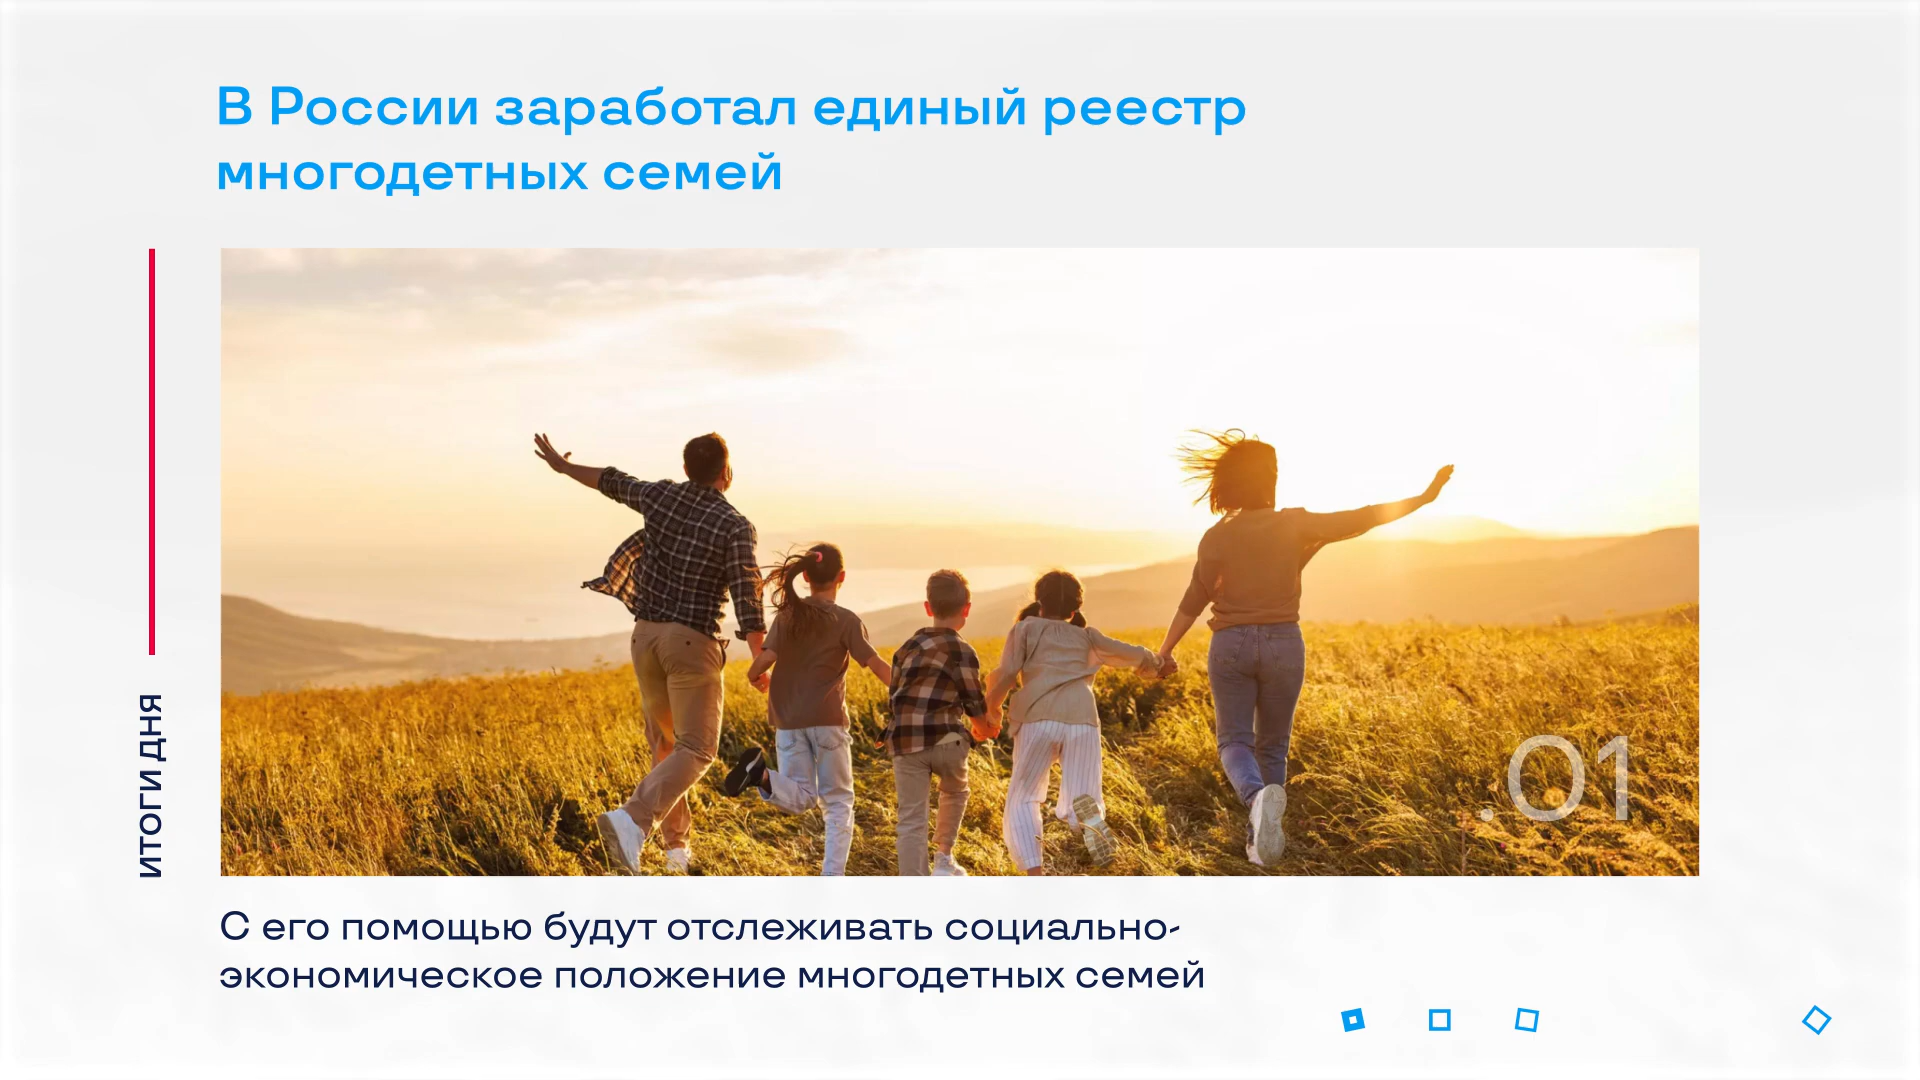 В России заработал единый реестр
многодетных семей
ИТОГИ ДНЯ
.01
С его помощью будут отслеживать социально-
экономическое положение многодетных семей